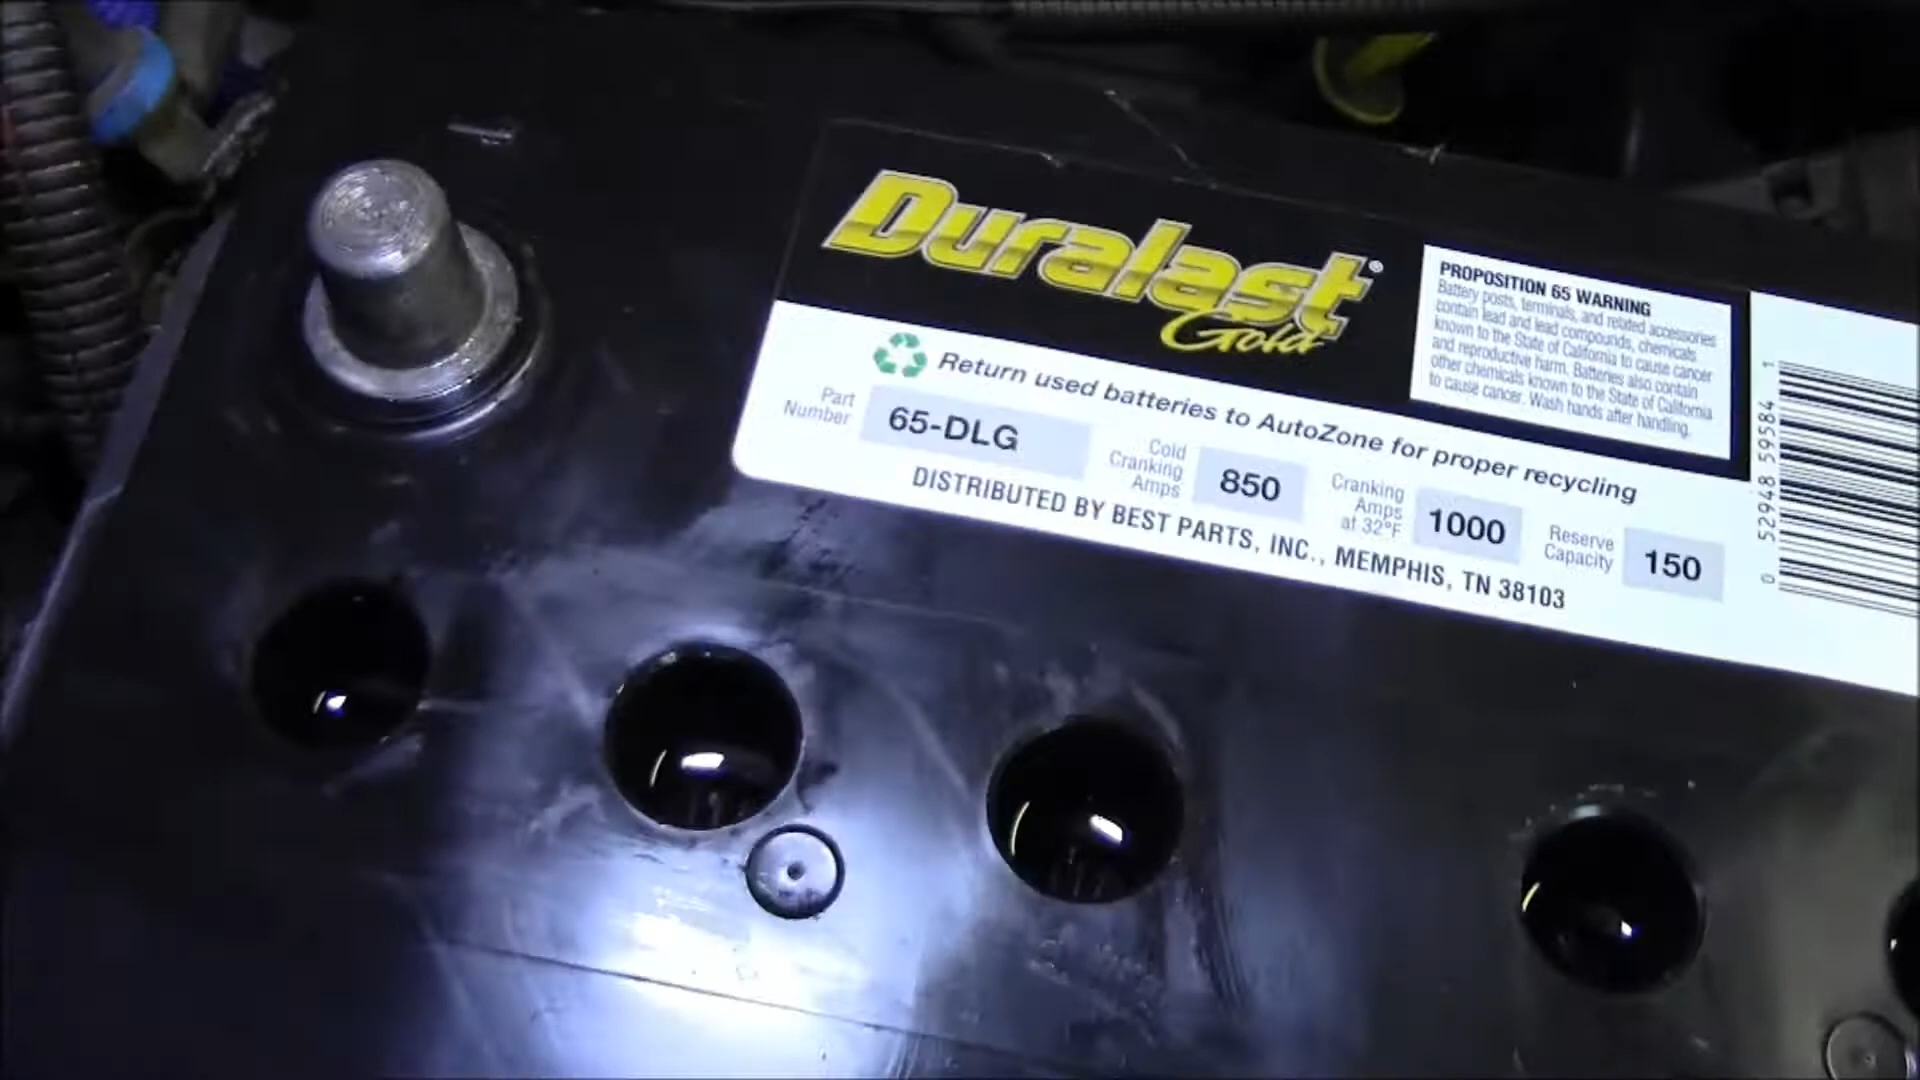 Duralast®
Gold
PROPOSITION 65 WARNING
Battery posts, terminals, and related accessories
contain lead and lead compounds, chemicals
known to the State of California to cause cancer
and reproductive harm. Batteries also contain
other chemicals known to the State of California
to cause cancer. Wash hands after handling.
Return used batteries to AutoZone for proper recycling
Part
Number
65-DLG
Cold
Cranking
Amps
850
Cranking
Amps
at 32°F
1000
Reserve
Capacity
150
DISTRIBUTED BY BEST PARTS, INC., MEMPHIS, TN 38103
0 52948 59584 1